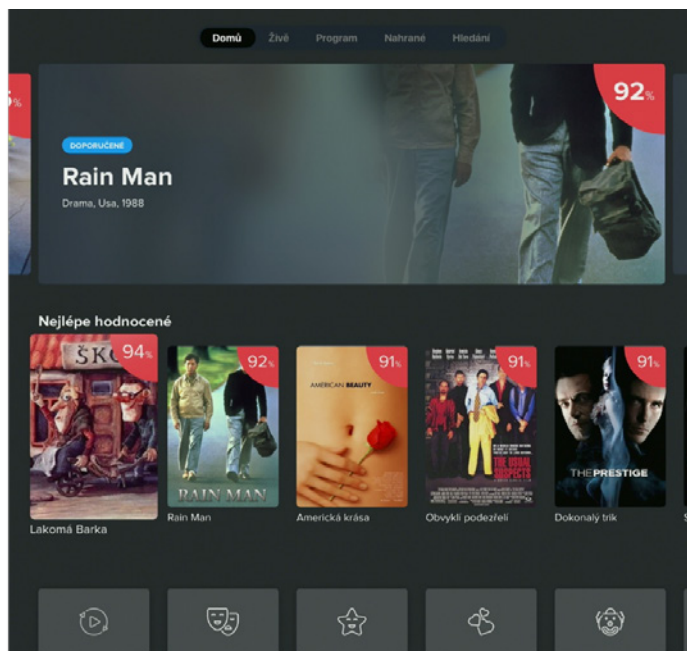 Domů
Živě
Program
Nahrané
Hledání
%
92%
DOPORUČENÉ
Rain Man
Drama, Usa, 1988
Nejlépe hodnocené
94%
92%
91%
91%
91%
AMERICAN BEAUTY
THE USUAL
SUSPECTS
THE PRESTIGE
RAIN MAN
Lakomá Barka
Rain Man
Americká krása
Obvyklí podezřelí
Dokonalý trik